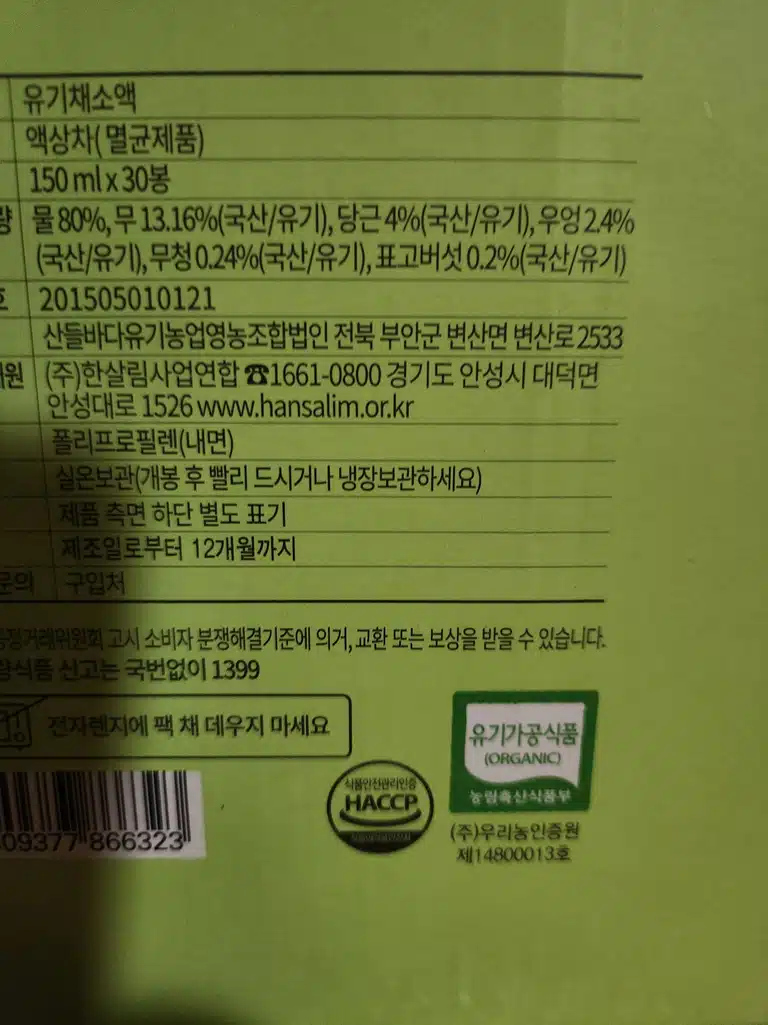 유기채소액
액상차(멸균제품)
150 ml x 30봉
량 물 80%, 무 13.16%(국산/유기), 당근 4%(국산/유기), 우엉 2.4%
(국산/유기), 무청 0.24%(국산/유기), 표고버섯 0.2%(국산/유기)
호 201505010121
산들바다유기농업영농조합법인 전북 부안군 변산면 변산로 2533
원 (주)한살림사업연합 ☎1661-0800 경기도 안성시 대덕면
안성대로 1526 www.hansalim.or.kr
폴리프로필렌(내면)
실온보관(개봉 후 빨리 드시거나 냉장보관하세요)
제품 측면 하단 별도 표기
제조일로부터 12개월까지
문의 구입처
공정거래위원회 고시 소비자 분쟁해결기준에 의거, 교환 또는 보상을 받을 수 있습니다.
량식품 신고는 국번없이 1399
전자렌지에 팩 채 데우지 마세요
유기가공식품
(ORGANIC)
농림축산식품부
식품안전관리인증
HACCP
(주)우리농인증원
제14800013호
09377 866323